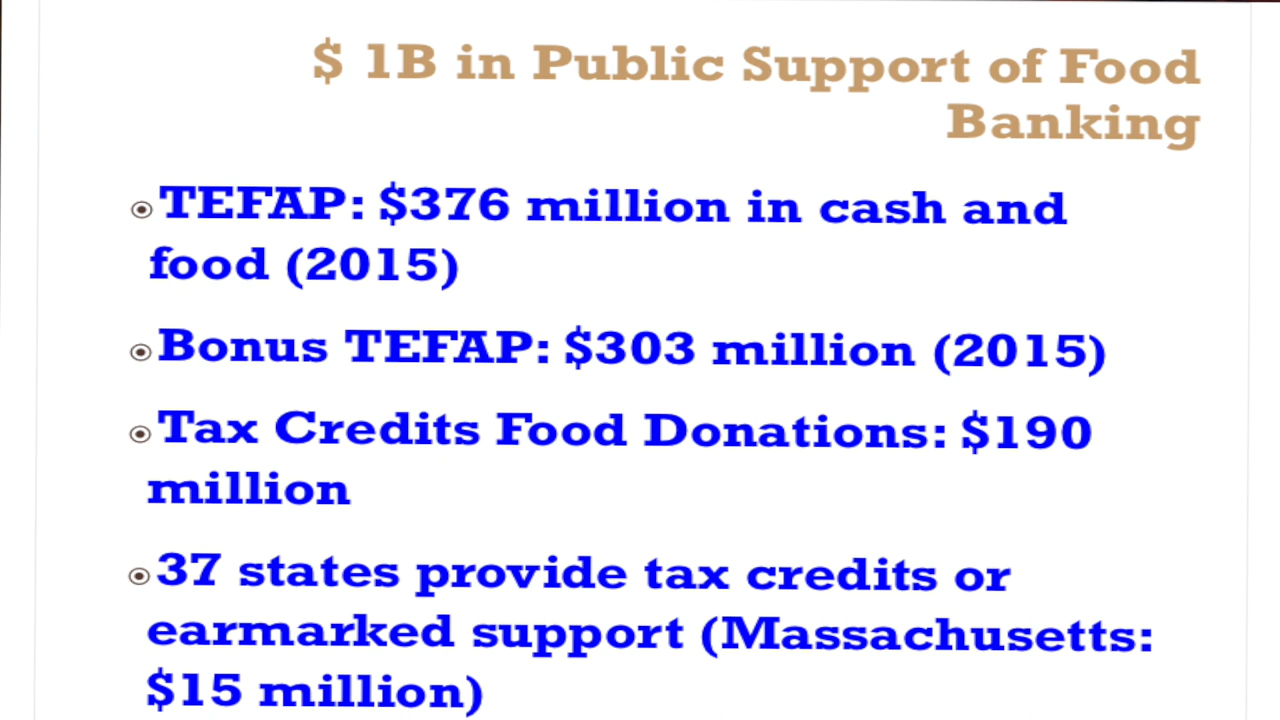 $ 1B in Public Support of Food
Banking
TEFAP: $376 million in cash and
food (2015)
Bonus TEFAP: $303 million (2015)
Tax Credits Food Donations: $190
million
37 states provide tax credits or
earmarked support (Massachusetts:
$15 million)